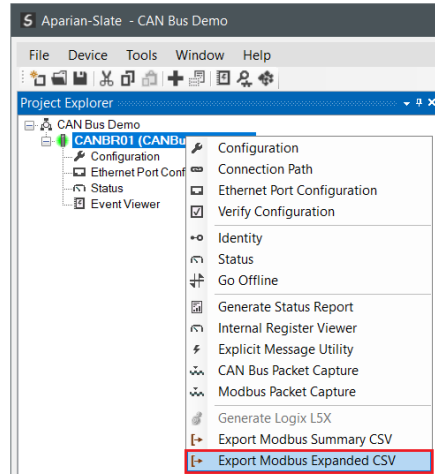 Aparian-Slate - CAN Bus Demo
File Device Tools Window Help
Project Explorer
CAN Bus Demo
CANBR01 (CANBu
Configuration
Ethernet Port Conf
Status
Event Viewer
Configuration
Connection Path
Ethernet Port Configuration
Verify Configuration
Identity
Status
Go Offline
Generate Status Report
Internal Register Viewer
Explicit Message Utility
CAN Bus Packet Capture
Modbus Packet Capture
Generate Logix L5X
Export Modbus Summary CSV
Export Modbus Expanded CSV